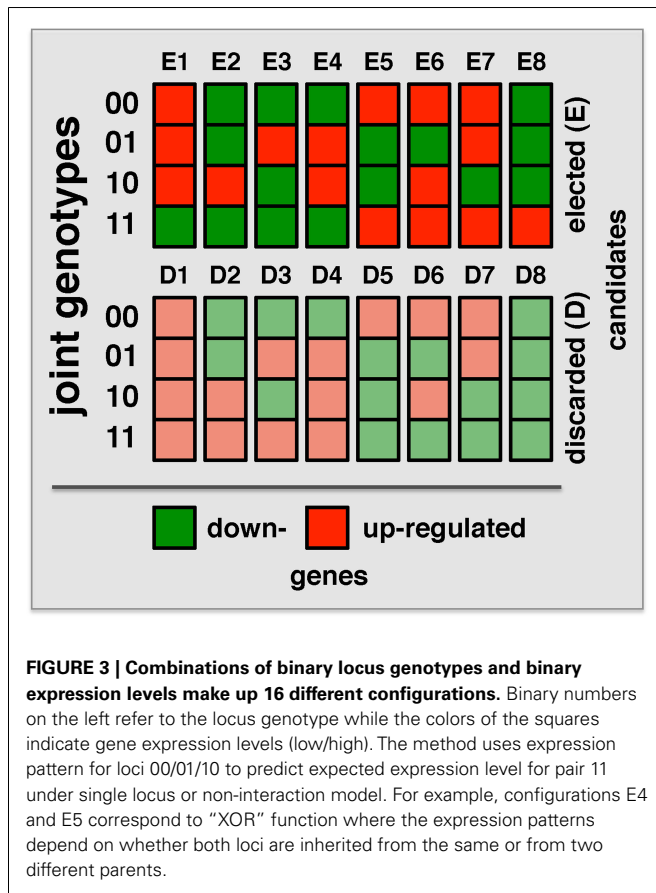 E1 E2 E3 E4 E5 E6 E7 E8
00
01
10
11
elected (E)
D1 D2 D3 D4 D5 D6 D7 D8
00
01
10
11
discarded (D)
candidates
joint genotypes
down- up-regulated
genes
FIGURE 3 | Combinations of binary locus genotypes and binary
expression levels make up 16 different configurations. Binary numbers
on the left refer to the locus genotype while the colors of the squares
indicate gene expression levels (low/high). The method uses expression
pattern for loci 00/01/10 to predict expected expression level for pair 11
under single locus or non-interaction model. For example, configurations E4
and E5 correspond to “XOR” function where the expression patterns
depend on whether both loci are inherited from the same or from two
different parents.